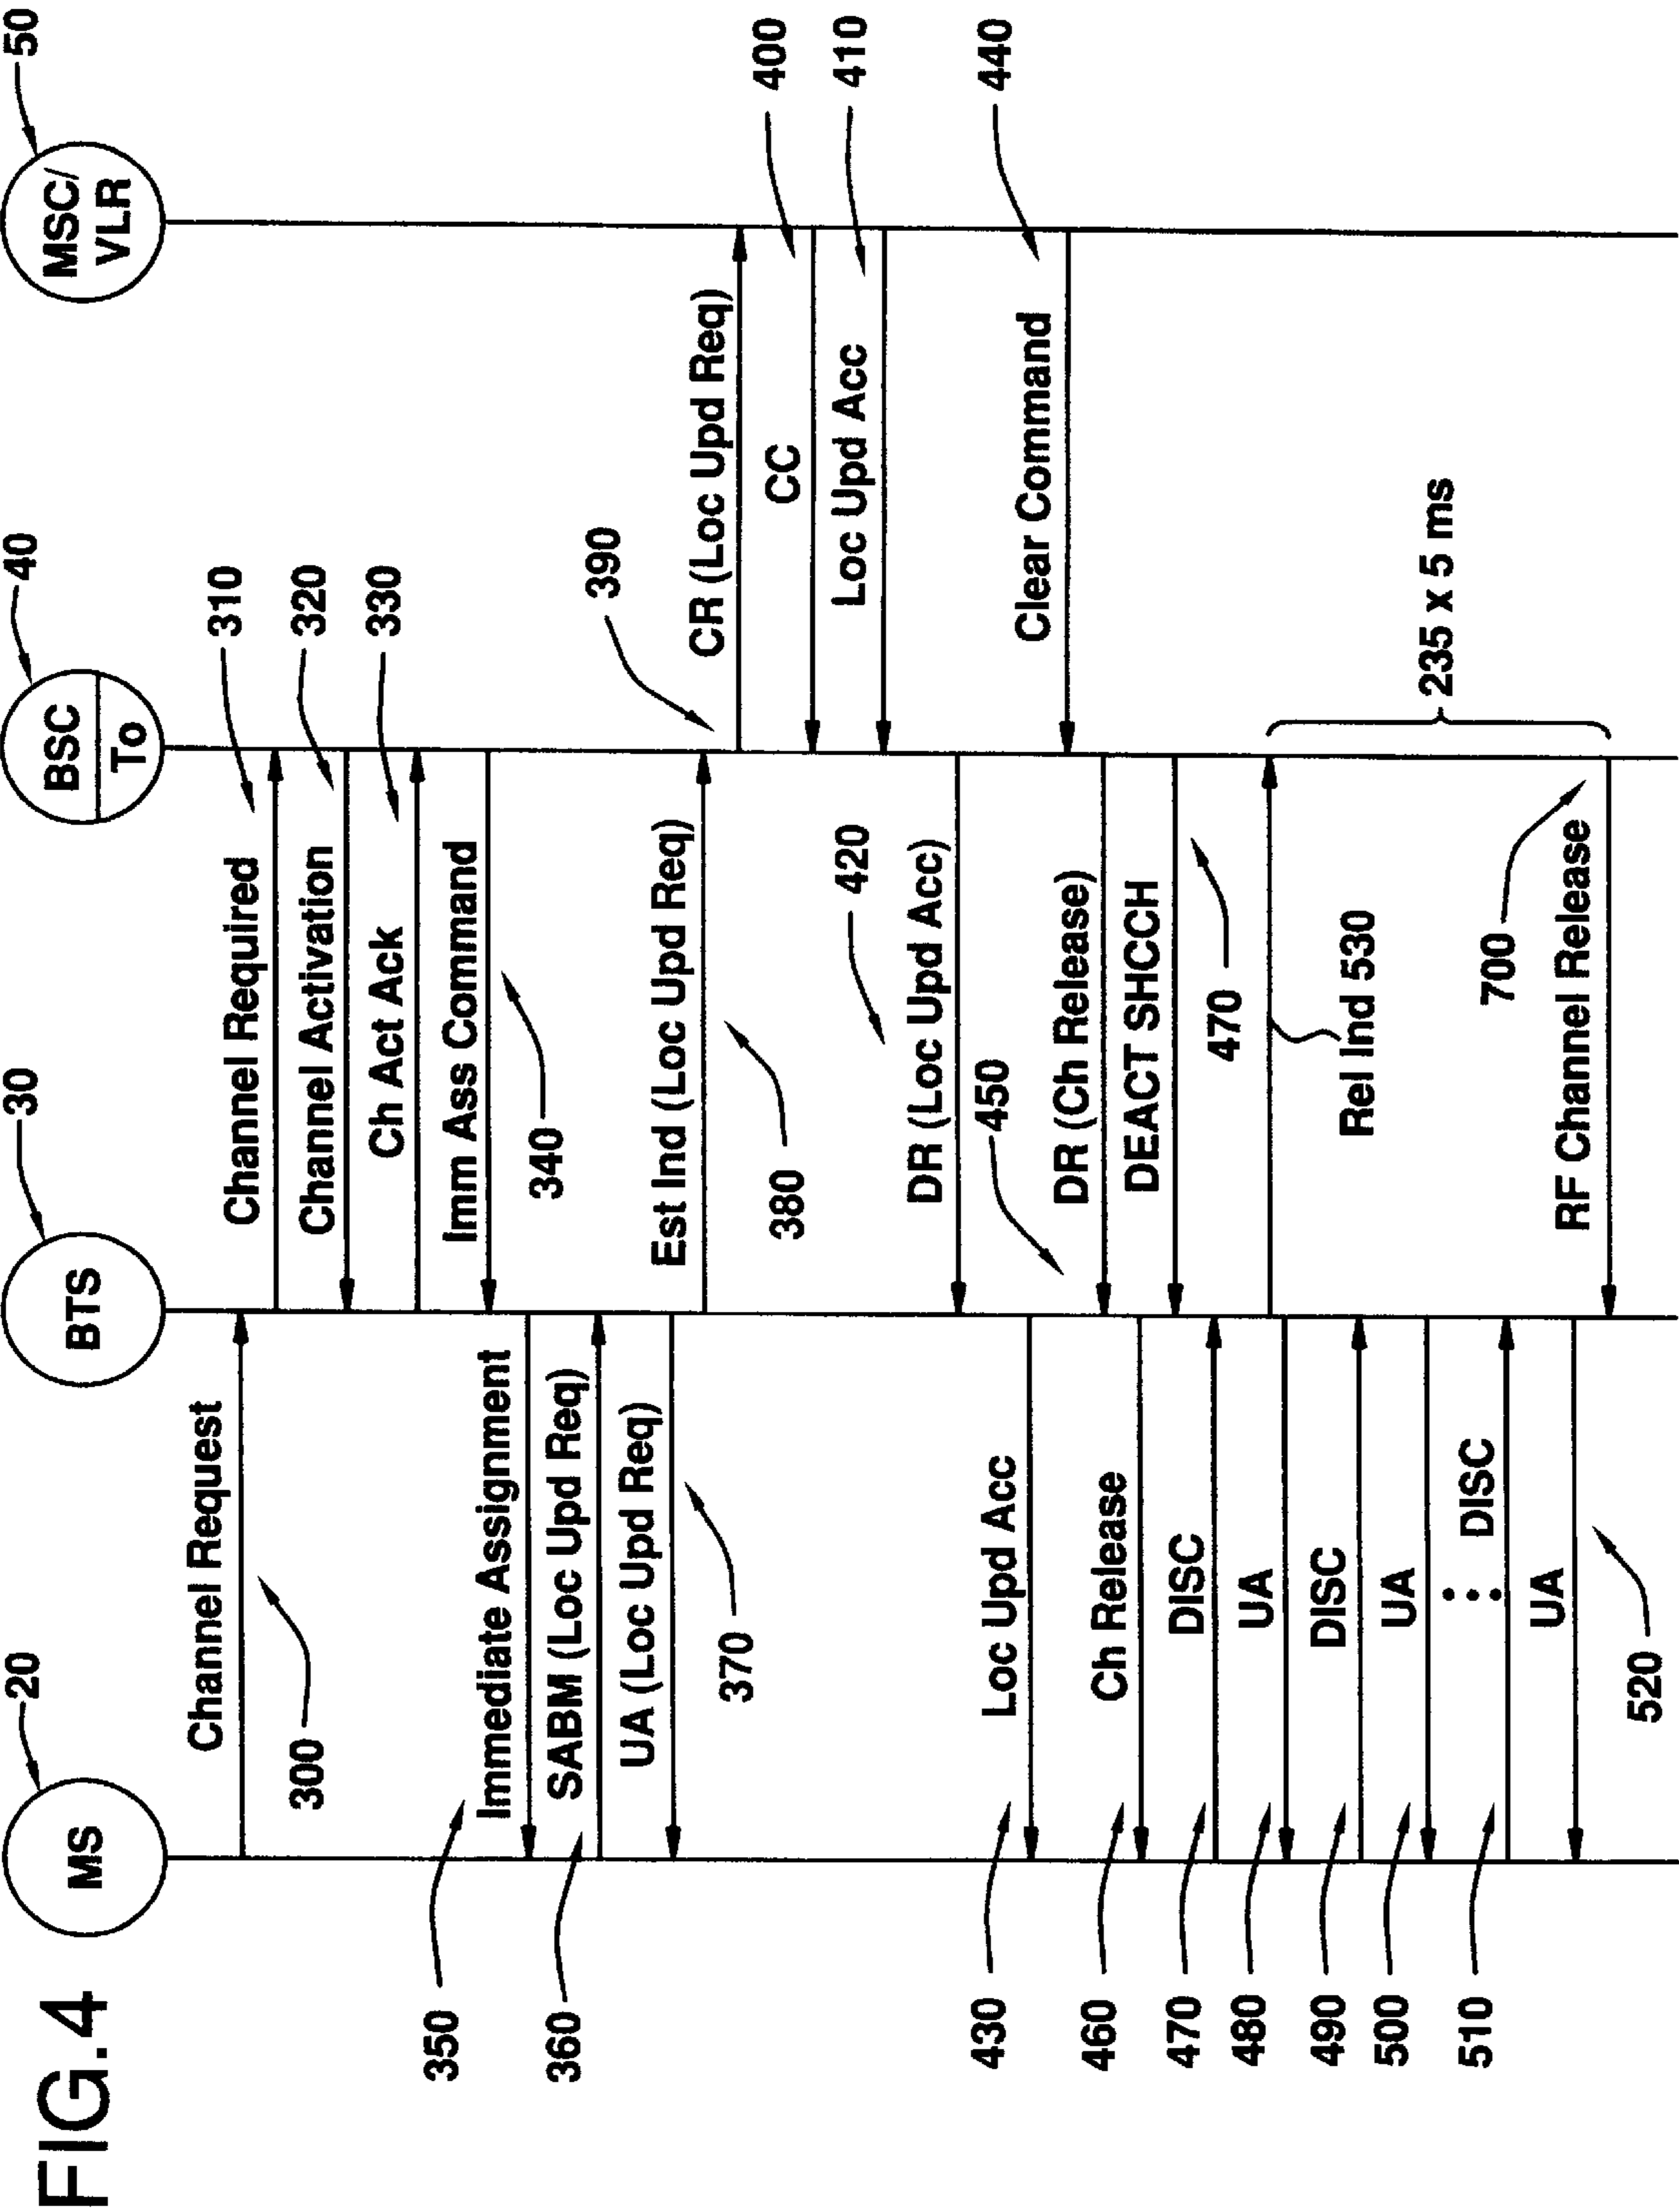 FIG.4
20
30
40
50
MS
BTS
BSC
To
MSC/
VLR
Channel Request
300
Channel Required
310
Channel Activation
320
Ch Act Ack
330
Imm Ass Command
340
350
Immediate Assignment
360
SABM (Loc Upd Req)
UA (Loc Upd Req)
370
Est Ind (Loc Upd Req)
380
390
CR (Loc Upd Req)
CC
400
Loc Upd Acc
410
420
DR (Loc Upd Acc)
430
Loc Upd Acc
Clear Command
440
450
DR (Ch Release)
460
Ch Release
DEACT SHCCH
470
470
DISC
480
UA
Rel Ind 530
490
DISC
500
UA
510
DISC
UA
520
235 x 5 ms
700
RF Channel Release